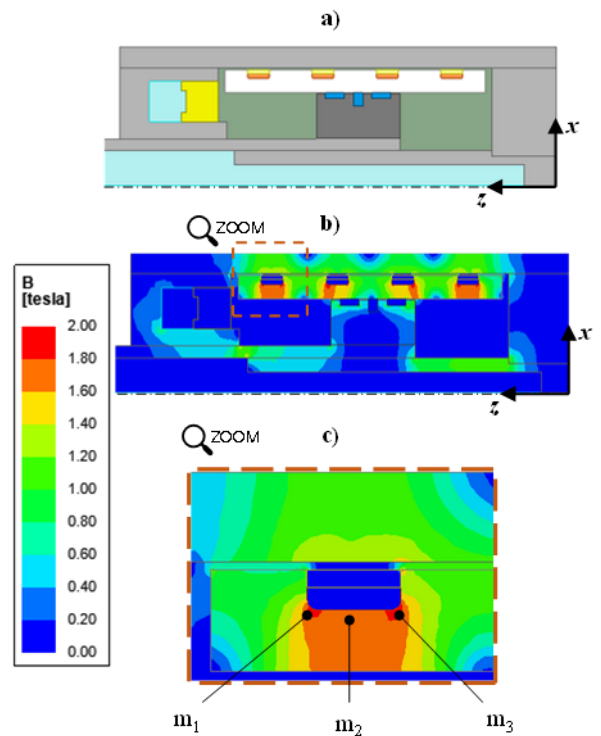 a)
x
z
ZOOM
b)
B
[tesla]
2.00
1.80
1.60
1.40
1.20
1.00
0.80
0.60
0.40
0.20
0.00
x
z
ZOOM
c)
m₁
m₂
m₃